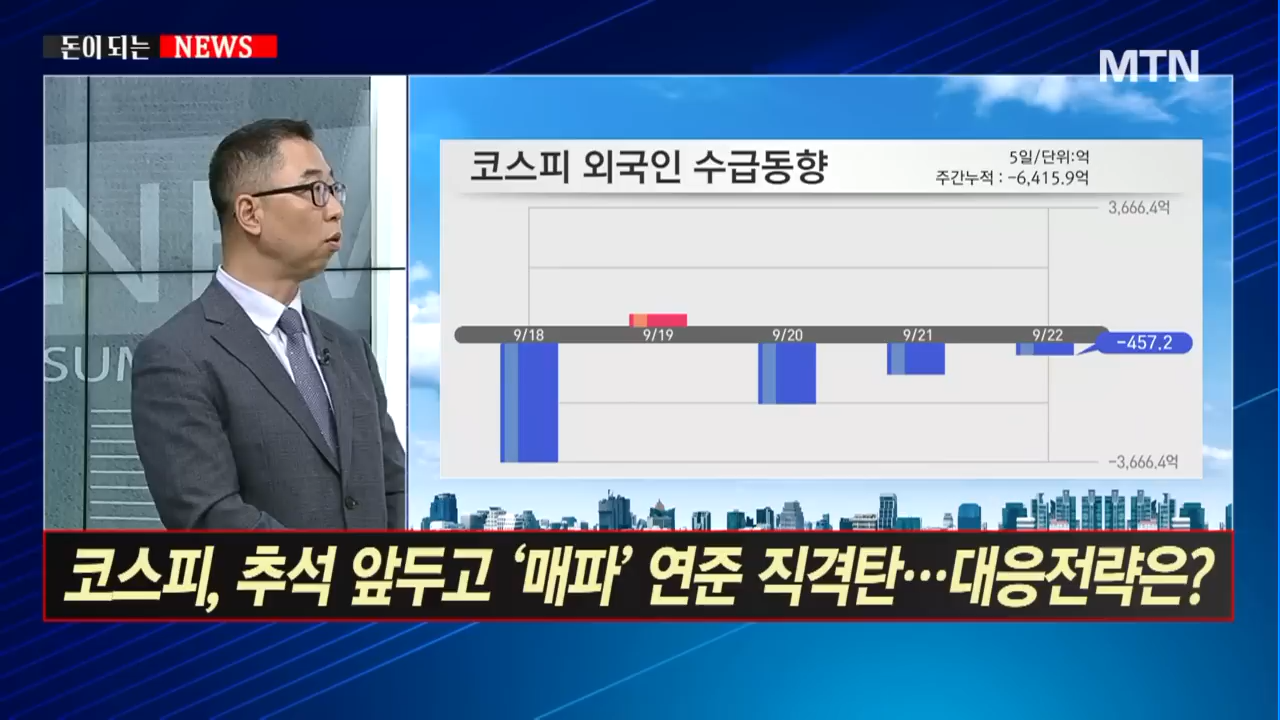 돈이 되는 NEWS
MTN
코스피 외국인 수급동향
5일/단위:억
주간누적 : -6,415.9억
3,666.4억
9/18 9/19 9/20 9/21 9/22
-457.2
-3,666.4억
코스피, 추석 앞두고 ‘매파’ 연준 직격탄…대응전략은?